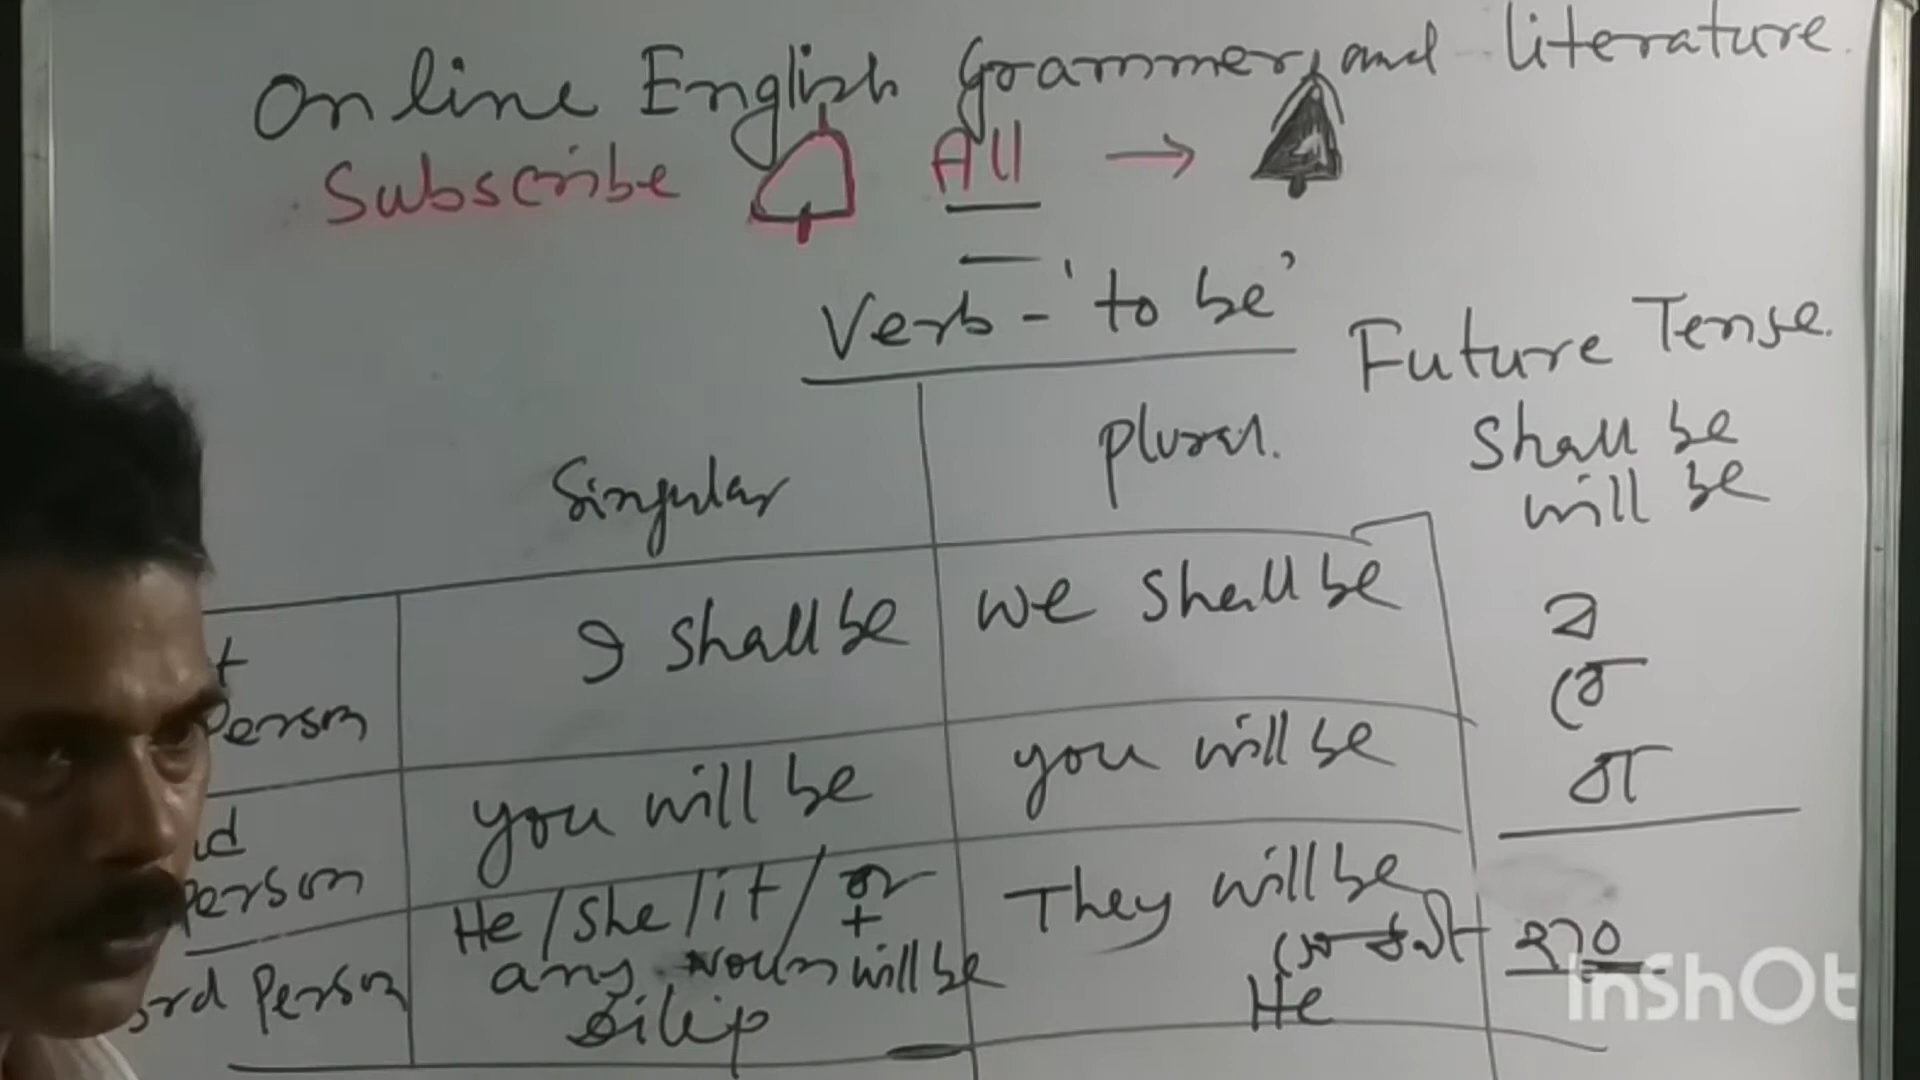 Online English Grammer and literature.
Subscribe All →
Verb - 'to be'
Future Tense.
Singular plural.
shall be
will be
t Person I shall be we shall be
ব
বে
বা
d Person you will be you will be
3rd Person He/She/it/or + any Noun will be They will be
Dilip He
InShOt